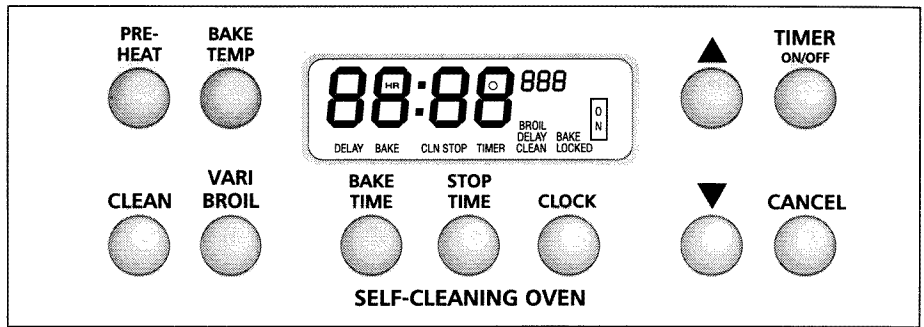 PRE-
HEAT
BAKE
TEMP
88:88 888
HR
BROIL
DELAY BAKE
CLEAN LOCKED
O
N
DELAY BAKE CLN STOP TIMER
▲
TIMER
ON/OFF
CLEAN
VARI
BROIL
BAKE
TIME
STOP
TIME
CLOCK
▼
CANCEL
SELF-CLEANING OVEN